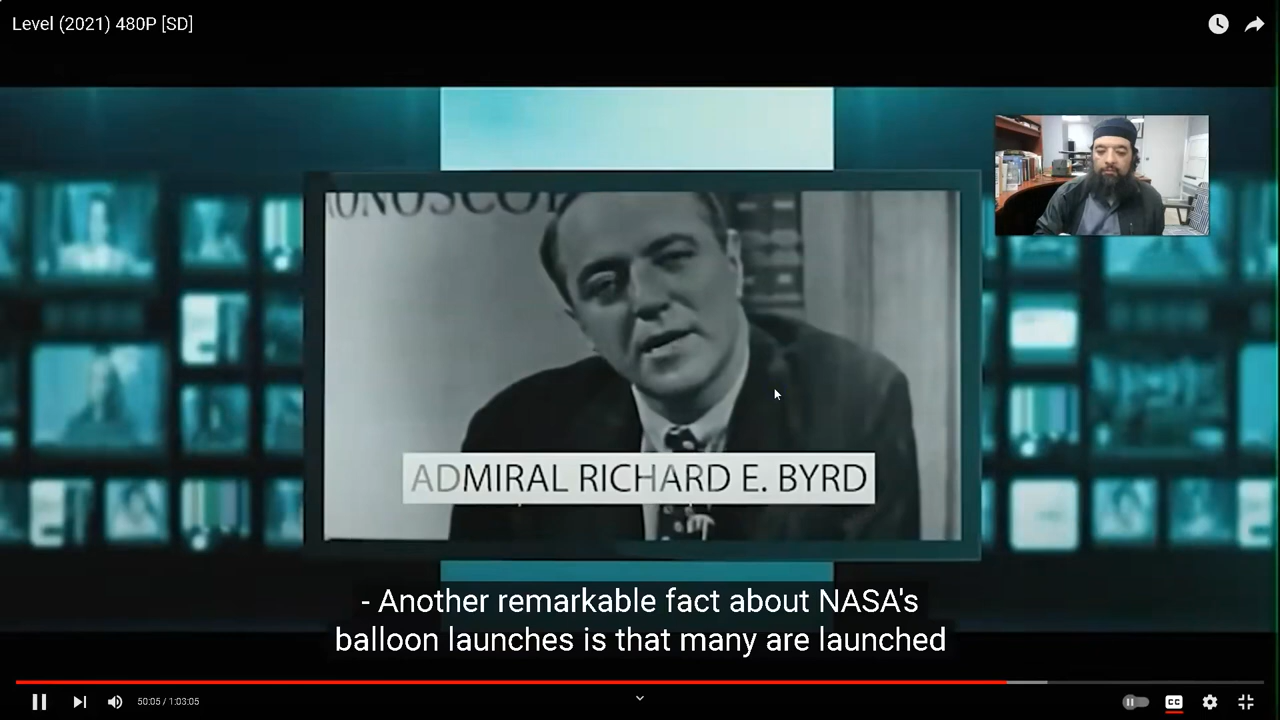 Level (2021) 480P [SD]
ADMIRAL RICHARD E. BYRD
- Another remarkable fact about NASA's
balloon launches is that many are launched
50:05 / 1:03:05
CC